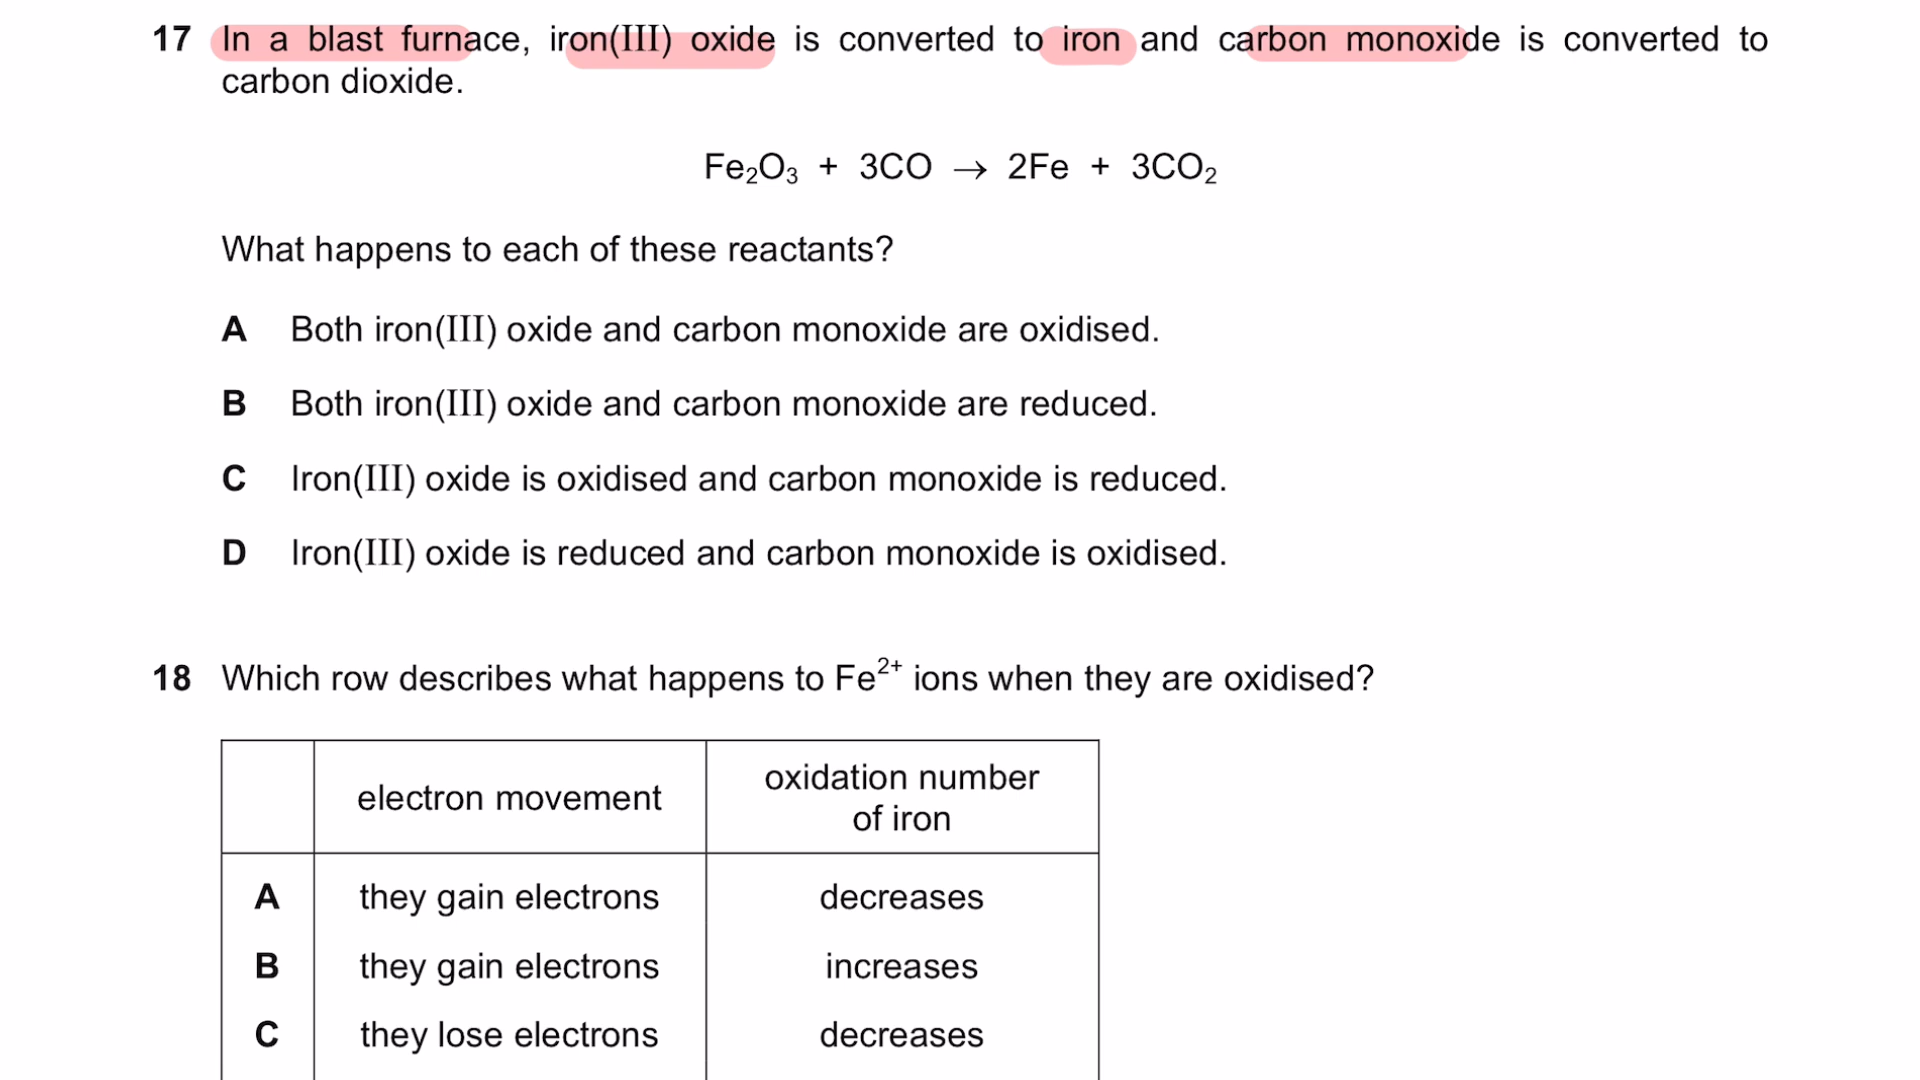 17 In a blast furnace, iron(III) oxide is converted to iron and carbon monoxide is converted to
carbon dioxide.
Fe₂O₃ + 3CO → 2Fe + 3CO₂
What happens to each of these reactants?
A Both iron(III) oxide and carbon monoxide are oxidised.
B Both iron(III) oxide and carbon monoxide are reduced.
C Iron(III) oxide is oxidised and carbon monoxide is reduced.
D Iron(III) oxide is reduced and carbon monoxide is oxidised.
18 Which row describes what happens to Fe²⁺ ions when they are oxidised?
electron movement
oxidation number
of iron
A they gain electrons decreases
B they gain electrons increases
C they lose electrons decreases